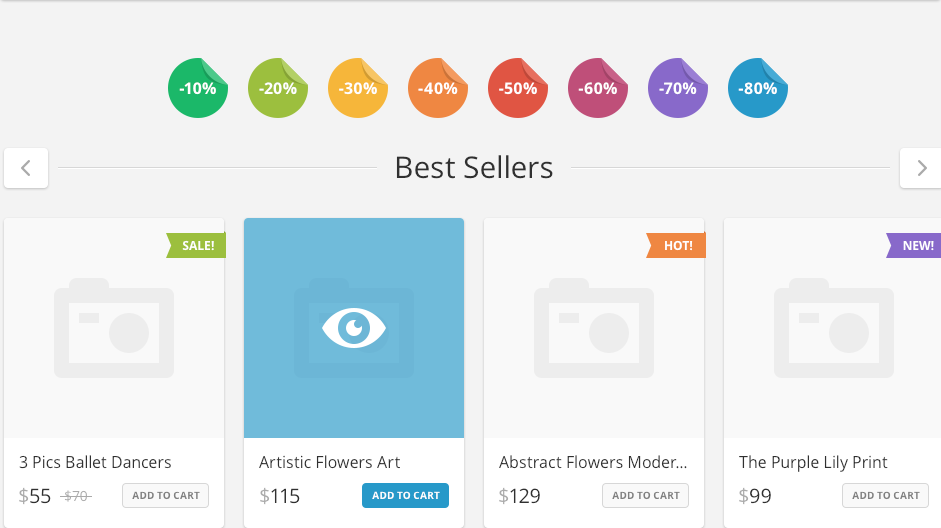 -10% -20% -30% -40% -50% -60% -70% -80%
Best Sellers
SALE! HOT! NEW!
3 Pics Ballet Dancers Artistic Flowers Art Abstract Flowers Moder... The Purple Lily Print
$55 $70 ADD TO CART $115 ADD TO CART $129 ADD TO CART $99 ADD TO CART